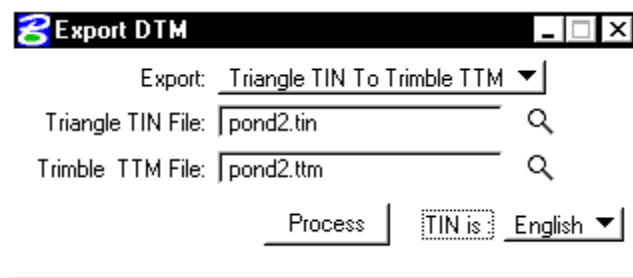 Export DTM
Export: Triangle TIN To Trimble TTM
Triangle TIN File: pond2.tin
Trimble TTM File: pond2.ttm
Process TIN is : English